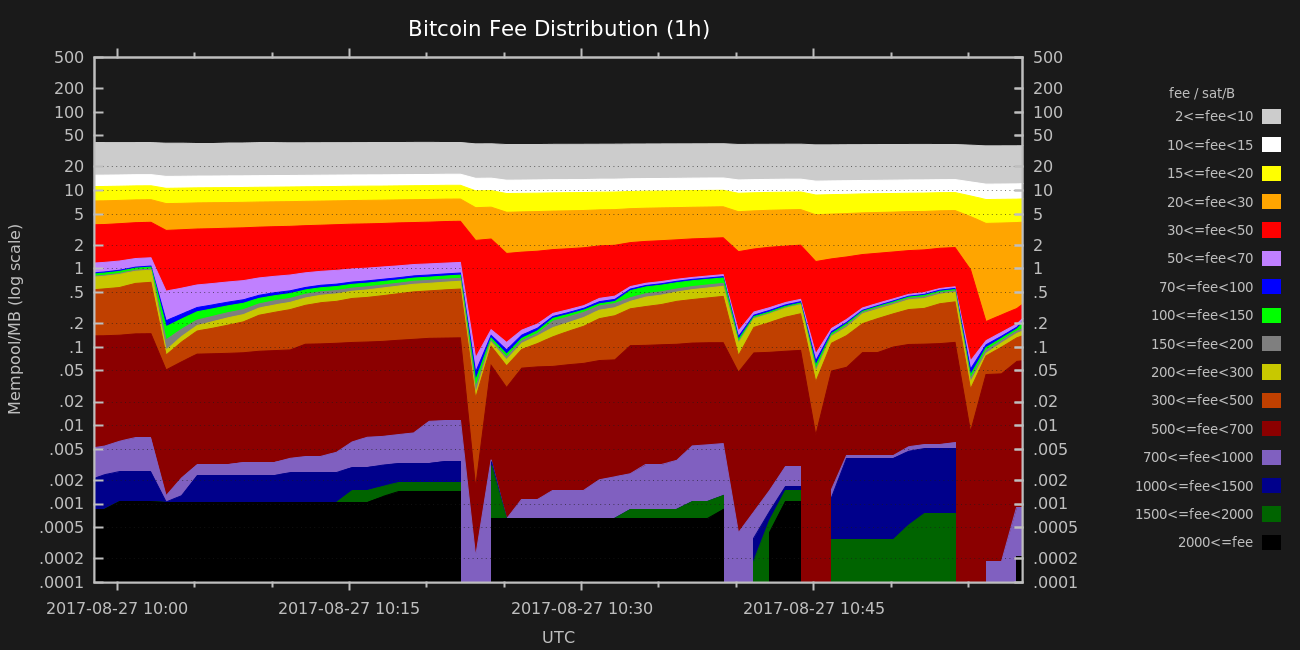 Bitcoin Fee Distribution (1h)
500 500
200 200
100 100
50 50
20 20
10 10
5 5
2 2
1 1
.5 .5
.2 .2
.1 .1
.05 .05
.02 .02
.01 .01
.005 .005
.002 .002
.001 .001
.0005 .0005
.0002 .0002
.0001 .0001
Mempool/MB (log scale)
2017-08-27 10:00 2017-08-27 10:15 2017-08-27 10:30 2017-08-27 10:45
UTC
fee / sat/B
2<=fee<10
10<=fee<15
15<=fee<20
20<=fee<30
30<=fee<50
50<=fee<70
70<=fee<100
100<=fee<150
150<=fee<200
200<=fee<300
300<=fee<500
500<=fee<700
700<=fee<1000
1000<=fee<1500
1500<=fee<2000
2000<=fee